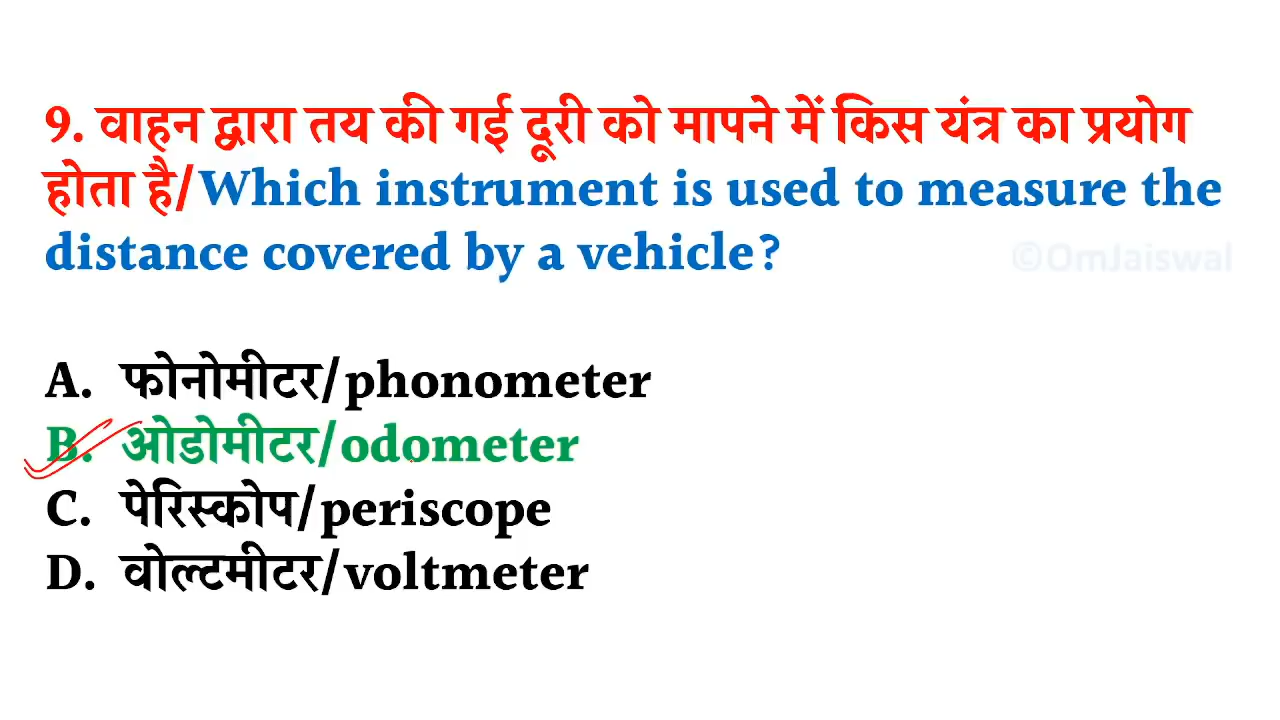 9. वाहन द्वारा तय की गई दूरी को मापने में किस यंत्र का प्रयोग
होता है/Which instrument is used to measure the
distance covered by a vehicle?
©OmJaiswal
A. फोनोमीटर/phonometer
B. ओडोमीटर/odometer
C. पेरिस्कोप/periscope
D. वोल्टमीटर/voltmeter